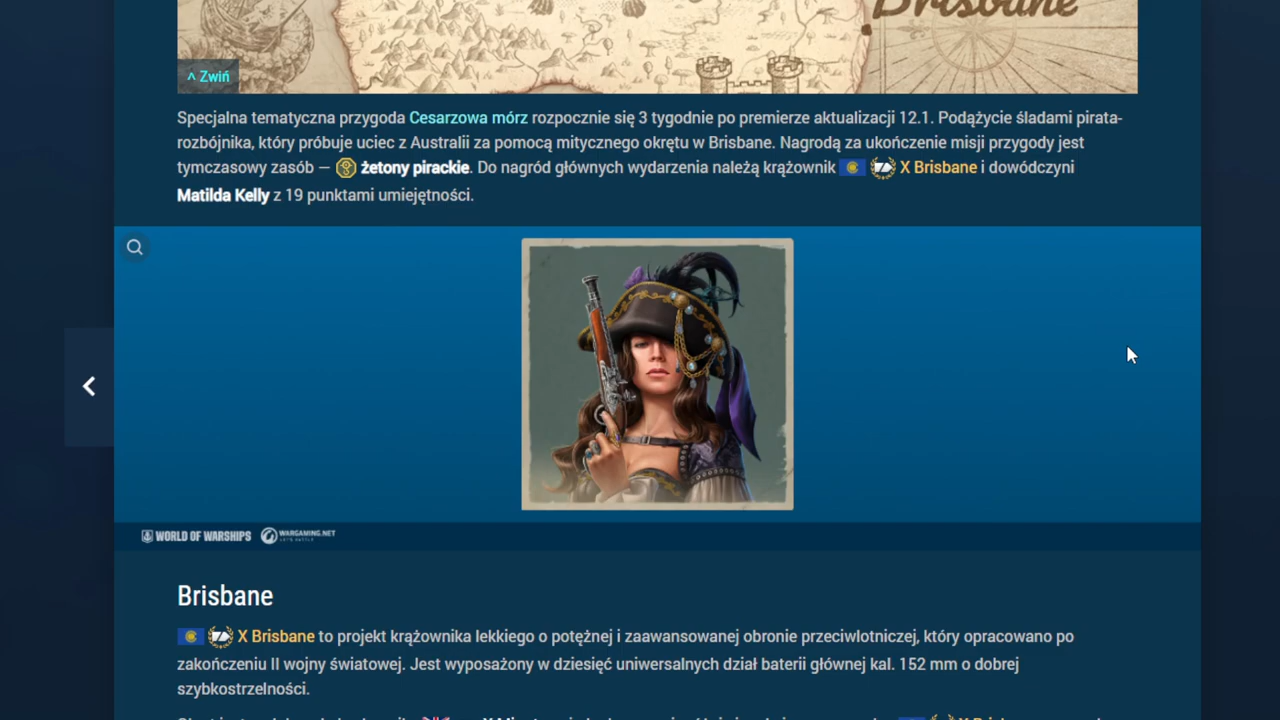 Brisbane
^ Zwiń
Specjalna tematyczna przygoda Cesarzowa mórz rozpocznie się 3 tygodnie po premierze aktualizacji 12.1. Podążycie śladami pirata-
rozbójnika, który próbuje uciec z Australii za pomocą mitycznego okrętu w Brisbane. Nagrodą za ukończenie misji przygody jest
tymczasowy zasób — żetony pirackie. Do nagród głównych wydarzenia należą krążownik X Brisbane i dowódczyni
Matilda Kelly z 19 punktami umiejętności.
WORLD OF WARSHIPS WARGAMING.NET
Brisbane
X Brisbane to projekt krążownika lekkiego o potężnej i zaawansowanej obronie przeciwlotniczej, który opracowano po
zakończeniu II wojny światowej. Jest wyposażony w dziesięć uniwersalnych dział baterii głównej kal. 152 mm o dobrej
szybkostrzelności.